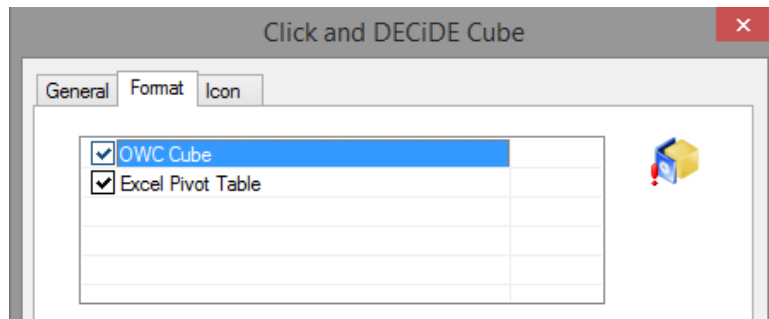 Click and DECiDE Cube
General Format Icon
OWC Cube
Excel Pivot Table